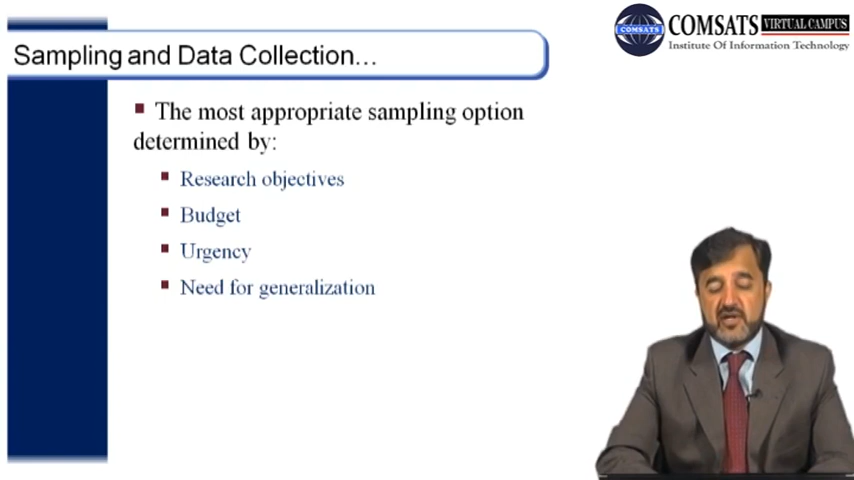 COMSATS VIRTUAL CAMPUS
COMSATS
Institute Of Information Technology
Sampling and Data Collection...
The most appropriate sampling option
determined by:
Research objectives
Budget
Urgency
Need for generalization